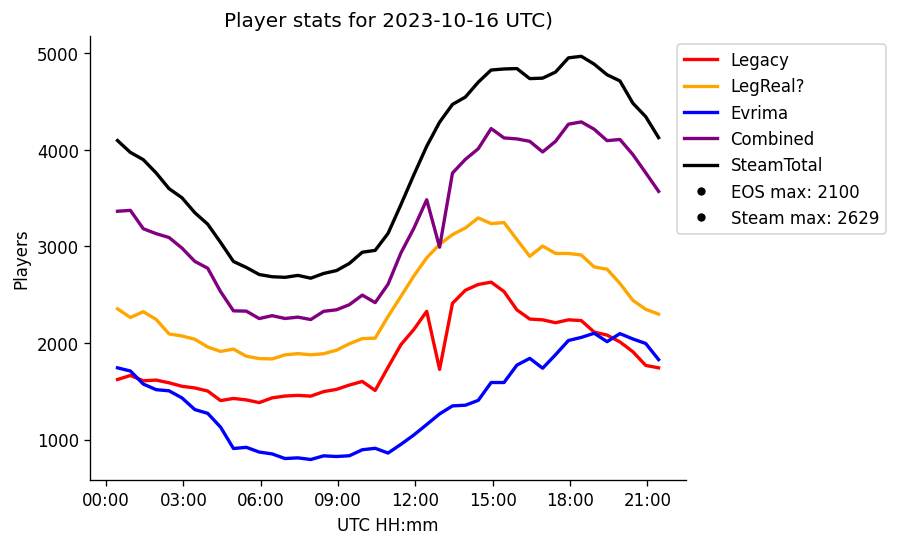 Player stats for 2023-10-16 UTC)
5000
4000
3000
2000
1000
Players
00:00 03:00 06:00 09:00 12:00 15:00 18:00 21:00
UTC HH:mm
Legacy
LegReal?
Evrima
Combined
SteamTotal
EOS max: 2100
Steam max: 2629